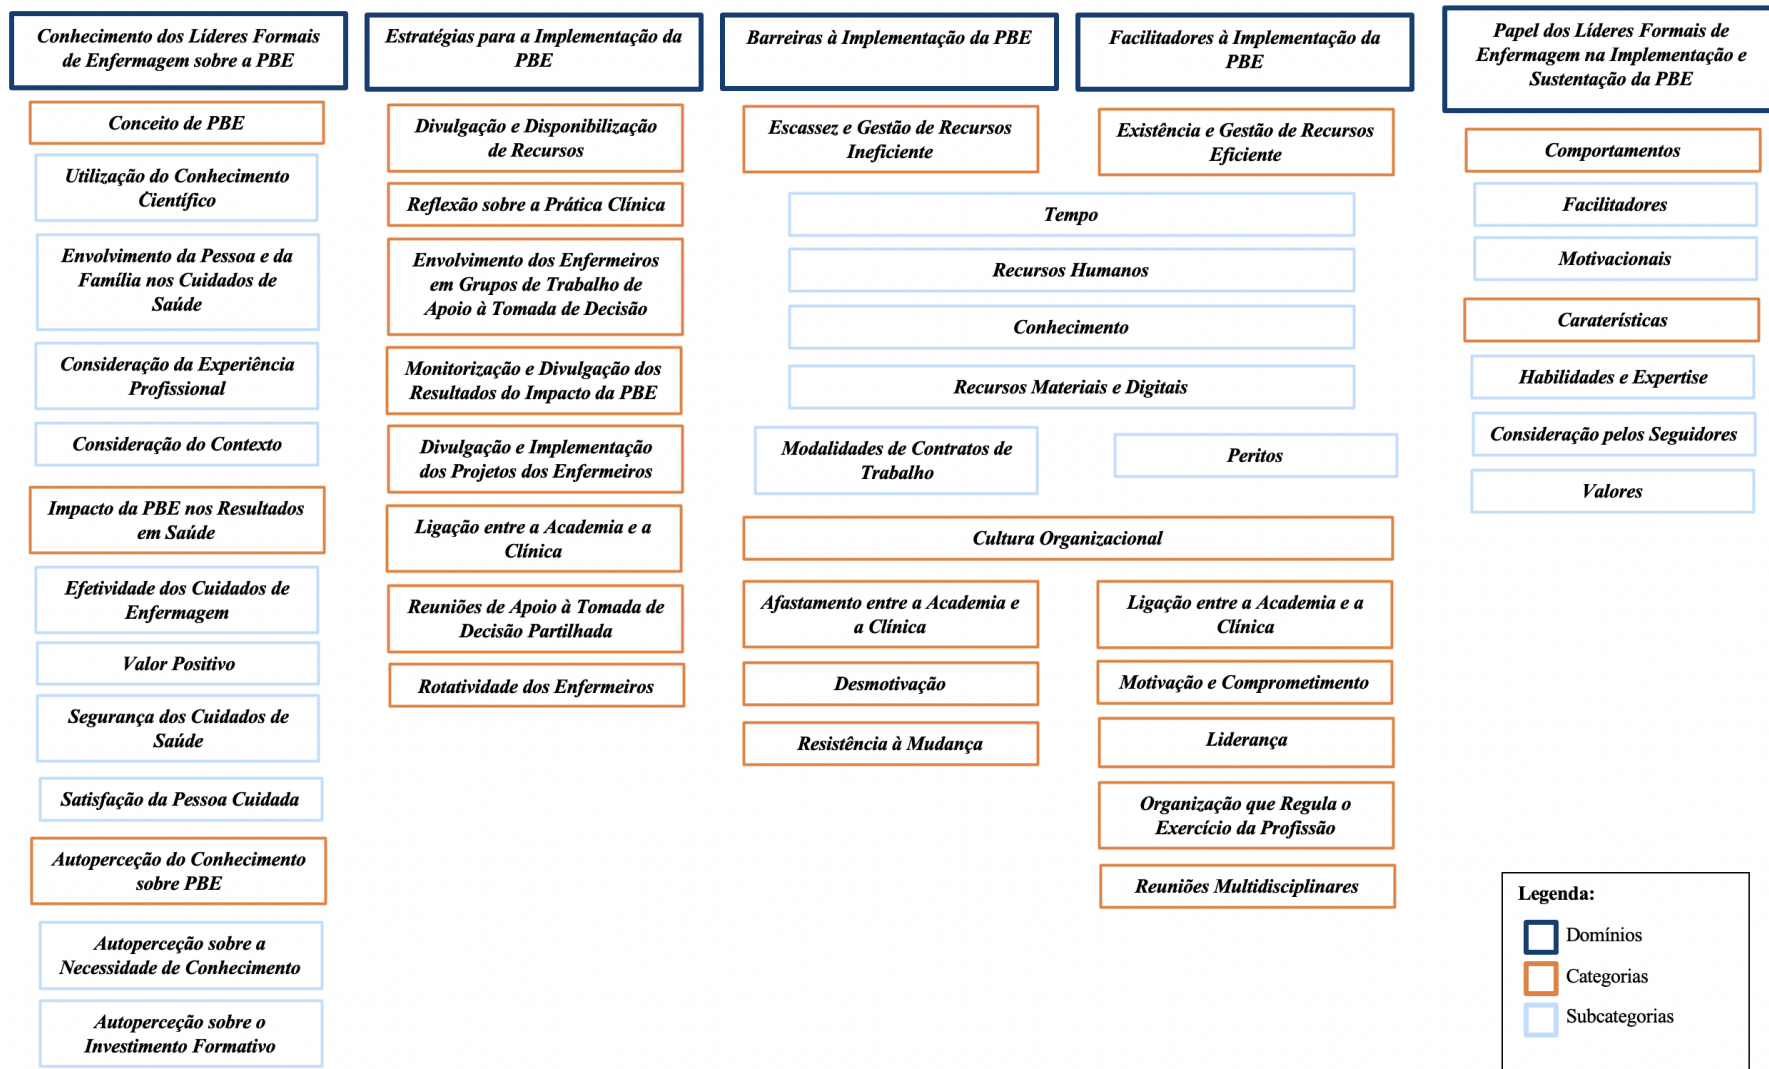 Conhecimento dos Líderes Formais
de Enfermagem sobre a PBE
Conceito de PBE
Utilização do Conhecimento
Científico
Envolvimento da Pessoa e da
Família nos Cuidados de
Saúde
Consideração da Experiência
Profissional
Consideração do Contexto
Impacto da PBE nos Resultados
em Saúde
Efetividade dos Cuidados de
Enfermagem
Valor Positivo
Segurança dos Cuidados de
Saúde
Satisfação da Pessoa Cuidada
Autoperceção do Conhecimento
sobre PBE
Autoperceção sobre a
Necessidade de Conhecimento
Autoperceção sobre o
Investimento Formativo
Estratégias para a Implementação da
PBE
Divulgação e Disponibilização
de Recursos
Reflexão sobre a Prática Clínica
Envolvimento dos Enfermeiros
em Grupos de Trabalho de
Apoio à Tomada de Decisão
Monitorização e Divulgação dos
Resultados do Impacto da PBE
Divulgação e Implementação
dos Projetos dos Enfermeiros
Ligação entre a Academia e a
Clínica
Reuniões de Apoio à Tomada de
Decisão Partilhada
Rotatividade dos Enfermeiros
Barreiras à Implementação da PBE
Facilitadores à Implementação da
PBE
Escassez e Gestão de Recursos
Ineficiente
Existência e Gestão de Recursos
Eficiente
Tempo
Recursos Humanos
Conhecimento
Recursos Materiais e Digitais
Modalidades de Contratos de
Trabalho
Peritos
Cultura Organizacional
Afastamento entre a Academia e
a Clínica
Desmotivação
Resistência à Mudança
Ligação entre a Academia e a
Clínica
Motivação e Comprometimento
Liderança
Organização que Regula o
Exercício da Profissão
Reuniões Multidisciplinares
Papel dos Líderes Formais de
Enfermagem na Implementação e
Sustentação da PBE
Comportamentos
Facilitadores
Motivacionais
Caraterísticas
Habilidades e Expertise
Consideração pelos Seguidores
Valores
Legenda:
Domínios
Categorias
Subcategorias